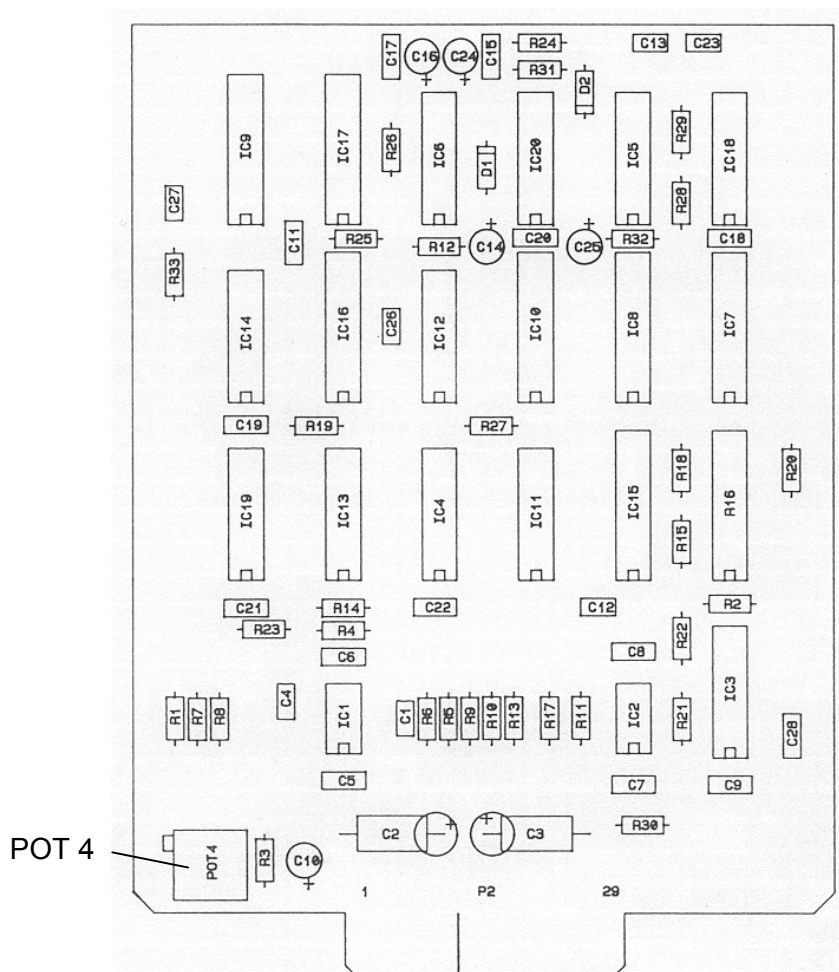 C17 C16 C24 C15 R24 C13 C23
R31
D2
IC9 IC17 R26 IC6 D1 IC20 IC5 R29 IC18
C27 R28
C11 R25 R12 C14 C20 C25 R32 C18
R33
IC14 IC16 C26 IC12 IC10 IC8 IC7
C19 R19 R27
IC19 IC13 IC4 IC11 IC15 R18 R16 R20
R15
C21 R14 C22 C12 R2
R23 R4 R22
C6 C8
IC3
R1 R7 R8 C4 IC1 C1 R6 R5 R9 R10 R13 R17 R11 IC2 R21 C28
C5 C7 C9
C2 C3 R30
POT 4 POT4 R3 C10
1 P2 29